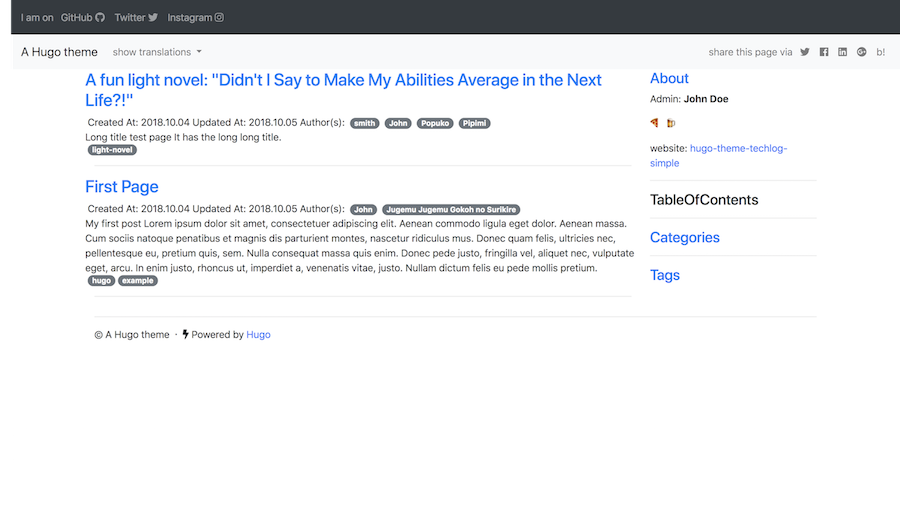 I am on GitHub Twitter Instagram
A Hugo theme show translations share this page via b!
A fun light novel: "Didn't I Say to Make My Abilities Average in the Next
Life?!"
Created At: 2018.10.04 Updated At: 2018.10.05 Author(s): smith John Popuko Pipimi
Long title test page It has the long long title.
light-novel
First Page
Created At: 2018.10.04 Updated At: 2018.10.05 Author(s): John Jugemu Jugemu Gokoh no Surikire
My first post Lorem ipsum dolor sit amet, consectetuer adipiscing elit. Aenean commodo ligula eget dolor. Aenean massa.
Cum sociis natoque penatibus et magnis dis parturient montes, nascetur ridiculus mus. Donec quam felis, ultricies nec,
pellentesque eu, pretium quis, sem. Nulla consequat massa quis enim. Donec pede justo, fringilla vel, aliquet nec, vulputate
eget, arcu. In enim justo, rhoncus ut, imperdiet a, venenatis vitae, justo. Nullam dictum felis eu pede mollis pretium.
hugo example
About
Admin: John Doe
website: hugo-theme-techlog-
simple
TableOfContents
Categories
Tags
© A Hugo theme · Powered by Hugo